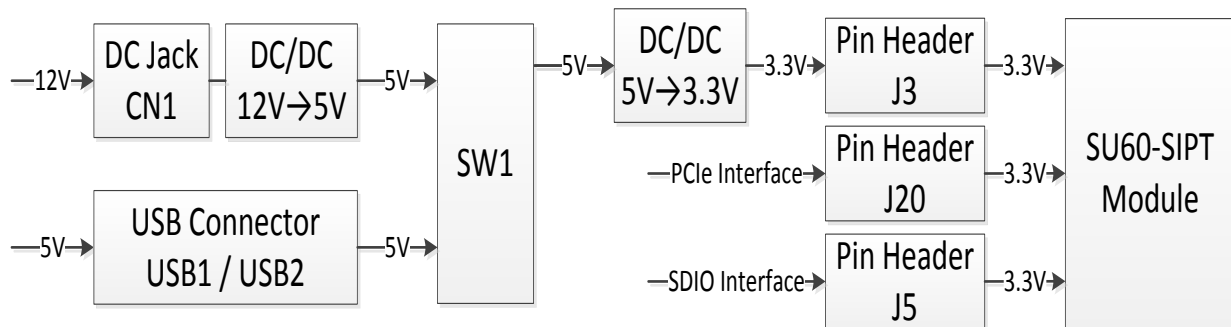 12V
DC Jack
CN1
DC/DC
12V→5V
5V
SW1
5V
DC/DC
5V→3.3V
3.3V
Pin Header
J3
3.3V
PCIe Interface
Pin Header
J20
3.3V
SU60-SIPT
Module
5V
USB Connector
USB1 / USB2
5V
SDIO Interface
Pin Header
J5
3.3V